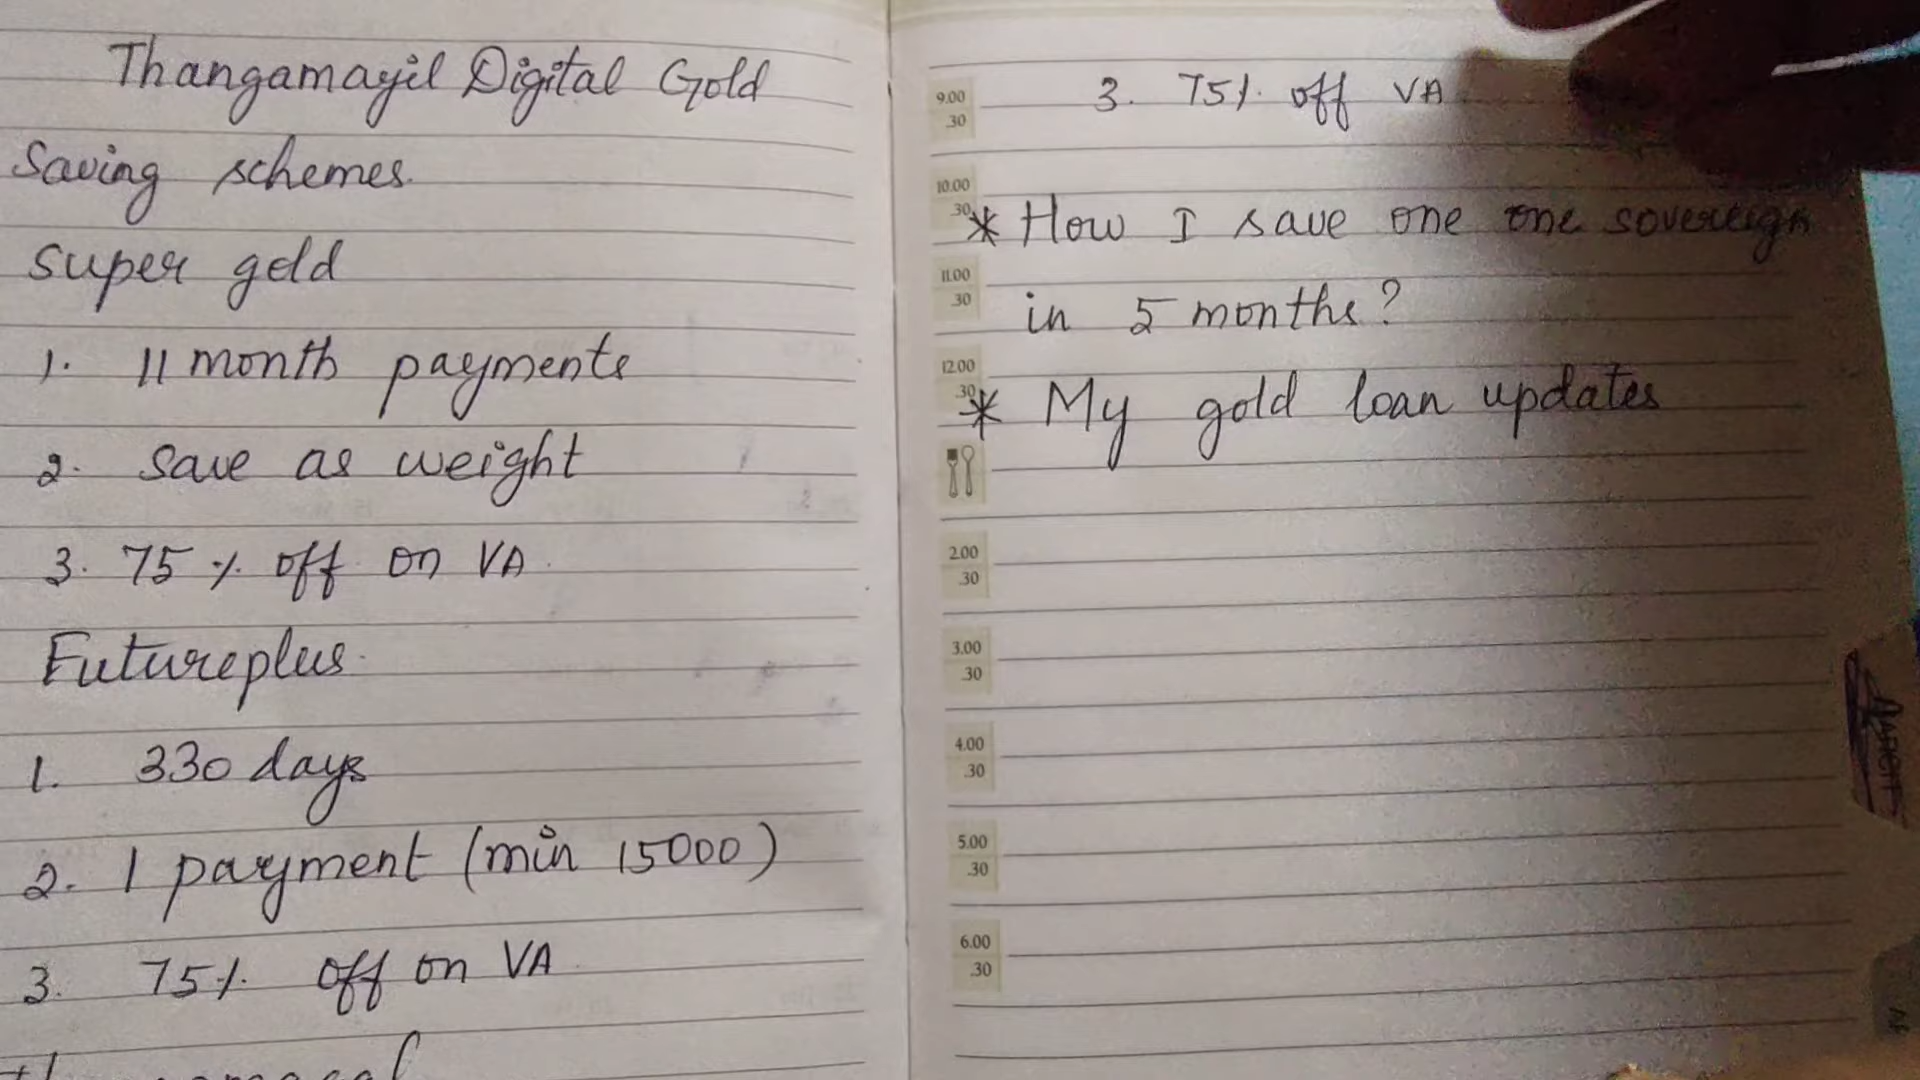 Thangamayil Digital Gold
Saving schemes.
Super gold
1. 11 month payments
2. Save as weight
3. 75 % off on VA.
Futureplus.
1. 330 days
2. 1 payment (min 15000)
3. 75 % off on VA
9.00
.30
3. 75 % off VA
10.00
.30
* How I save one one sovereign
11.00
.30
in 5 months?
12.00
.30
* My gold loan updates
2.00
.30
3.00
.30
4.00
.30
5.00
.30
6.00
.30